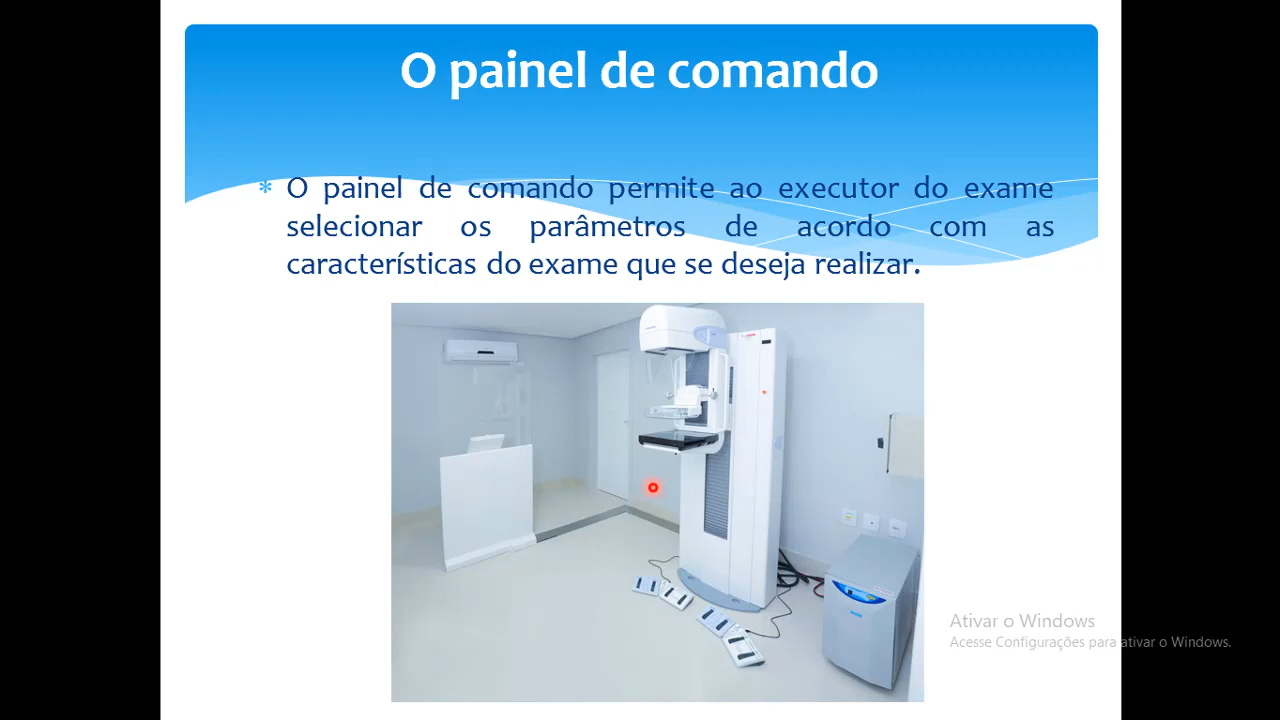 O painel de comando
* O painel de comando permite ao executor do exame
selecionar os parâmetros de acordo com as
características do exame que se deseja realizar.
Ativar o Windows
Acesse Configurações para ativar o Windows.